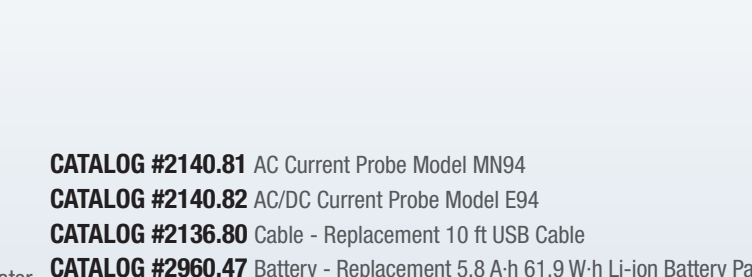 CATALOG #2140.81 AC Current Probe Model MN94
CATALOG #2140.82 AC/DC Current Probe Model E94
CATALOG #2136.80 Cable - Replacement 10 ft USB Cable
CATALOG #2960.47 Battery - Replacement 5.8 A·h 61.9 W·h Li-ion Battery Pa